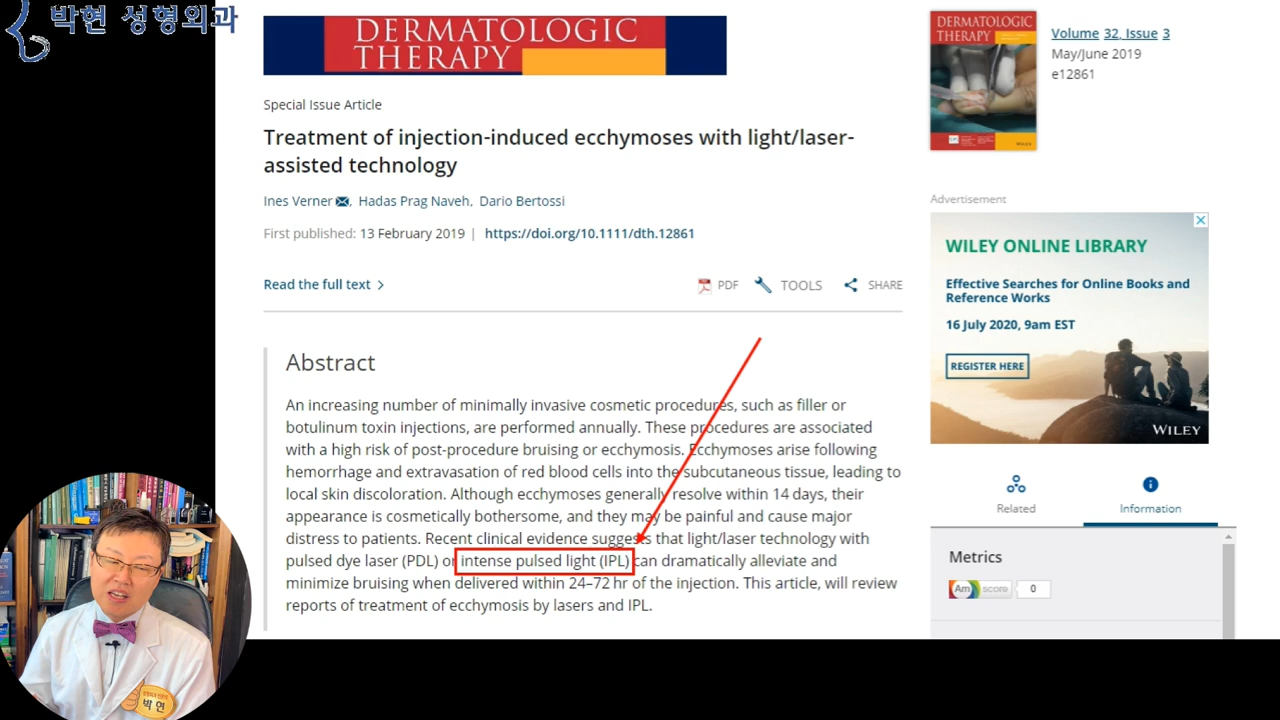 박현 성형외과
DERMATOLOGIC
THERAPY
Special Issue Article
Treatment of injection-induced ecchymoses with light/laser-
assisted technology
Ines Verner, Hadas Prag Naveh, Dario Bertossi
First published: 13 February 2019 | https://doi.org/10.1111/dth.12861
Read the full text >
PDF TOOLS SHARE
Abstract
An increasing number of minimally invasive cosmetic procedures, such as filler or
botulinum toxin injections, are performed annually. These procedures are associated
with a high risk of post-procedure bruising or ecchymosis. Ecchymoses arise following
hemorrhage and extravasation of red blood cells into the subcutaneous tissue, leading to
local skin discoloration. Although ecchymoses generally resolve within 14 days, their
appearance is cosmetically bothersome, and they may be painful and cause major
distress to patients. Recent clinical evidence suggests that light/laser technology with
pulsed dye laser (PDL) or intense pulsed light (IPL) can dramatically alleviate and
minimize bruising when delivered within 24–72 hr of the injection. This article, will review
reports of treatment of ecchymosis by lasers and IPL.
DERMATOLOGIC
THERAPY
WILEY
Volume 32, Issue 3
May/June 2019
e12861
Advertisement
WILEY ONLINE LIBRARY
Effective Searches for Online Books and
Reference Works
16 July 2020, 9am EST
REGISTER HERE
WILEY
Related
Information
Metrics
Am score 0